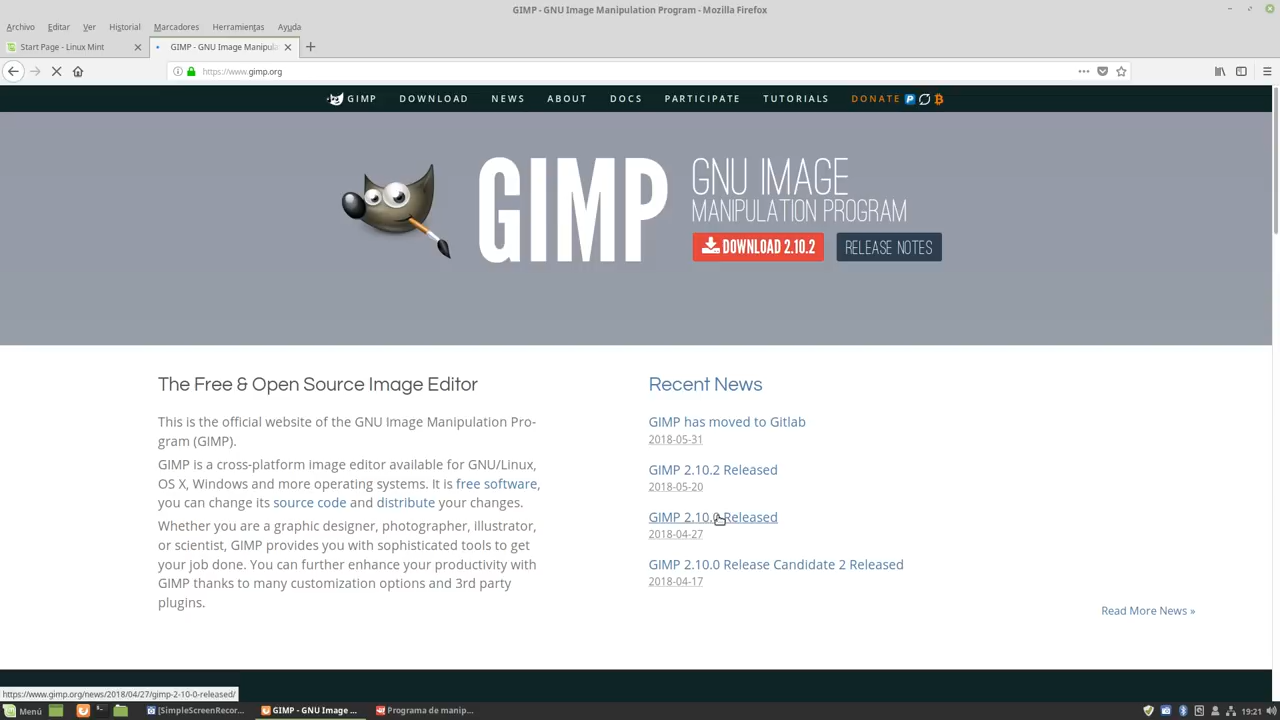 GIMP - GNU Image Manipulation Program - Mozilla Firefox
Archivo Editar Ver Historial Marcadores Herramientas Ayuda
Start Page - Linux Mint
GIMP - GNU Image Manipula
https://www.gimp.org
GIMP DOWNLOAD NEWS ABOUT DOCS PARTICIPATE TUTORIALS DONATE
GIMP
GNU IMAGE
MANIPULATION PROGRAM
DOWNLOAD 2.10.2
RELEASE NOTES
The Free & Open Source Image Editor
This is the official website of the GNU Image Manipulation Pro-
gram (GIMP).
GIMP is a cross-platform image editor available for GNU/Linux,
OS X, Windows and more operating systems. It is free software,
you can change its source code and distribute your changes.
Whether you are a graphic designer, photographer, illustrator,
or scientist, GIMP provides you with sophisticated tools to get
your job done. You can further enhance your productivity with
GIMP thanks to many customization options and 3rd party
plugins.
Recent News
GIMP has moved to Gitlab
2018-05-31
GIMP 2.10.2 Released
2018-05-20
GIMP 2.10.0 Released
2018-04-27
GIMP 2.10.0 Release Candidate 2 Released
2018-04-17
Read More News »
https://www.gimp.org/news/2018/04/27/gimp-2-10-0-released/
Menú
[SimpleScreenRecor...
GIMP - GNU Image ...
Programa de manip...
19:21